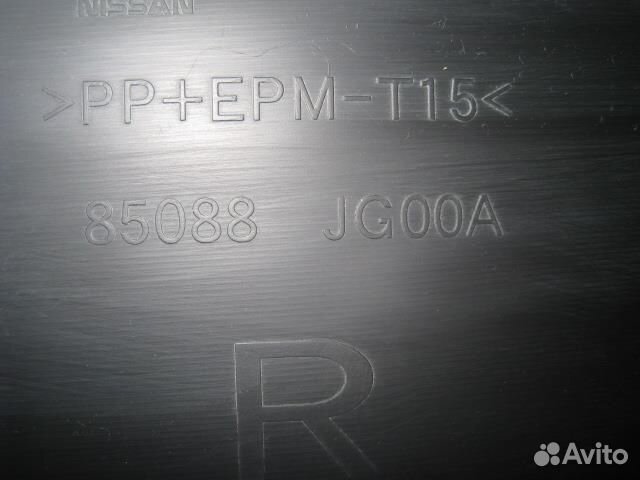 NISSAN
>PP+EPM-T15<
85088 JG00A
R
Avito